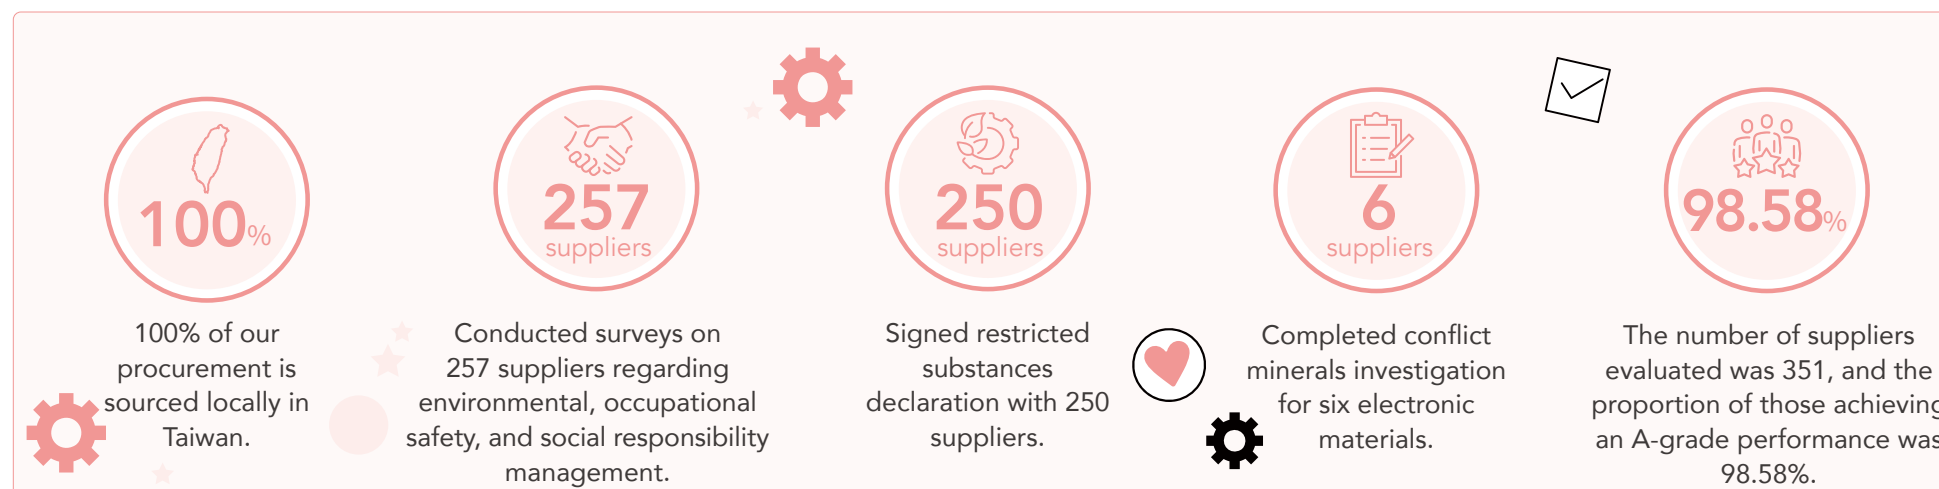 100%
100% of our
procurement is
sourced locally in
Taiwan.
257
suppliers
Conducted surveys on
257 suppliers regarding
environmental, occupational
safety, and social responsibility
management.
250
suppliers
Signed restricted
substances
declaration with 250
suppliers.
6
suppliers
Completed conflict
minerals investigation
for six electronic
materials.
98.58%
The number of suppliers
evaluated was 351, and the
proportion of those achieving
an A-grade performance was
98.58%.